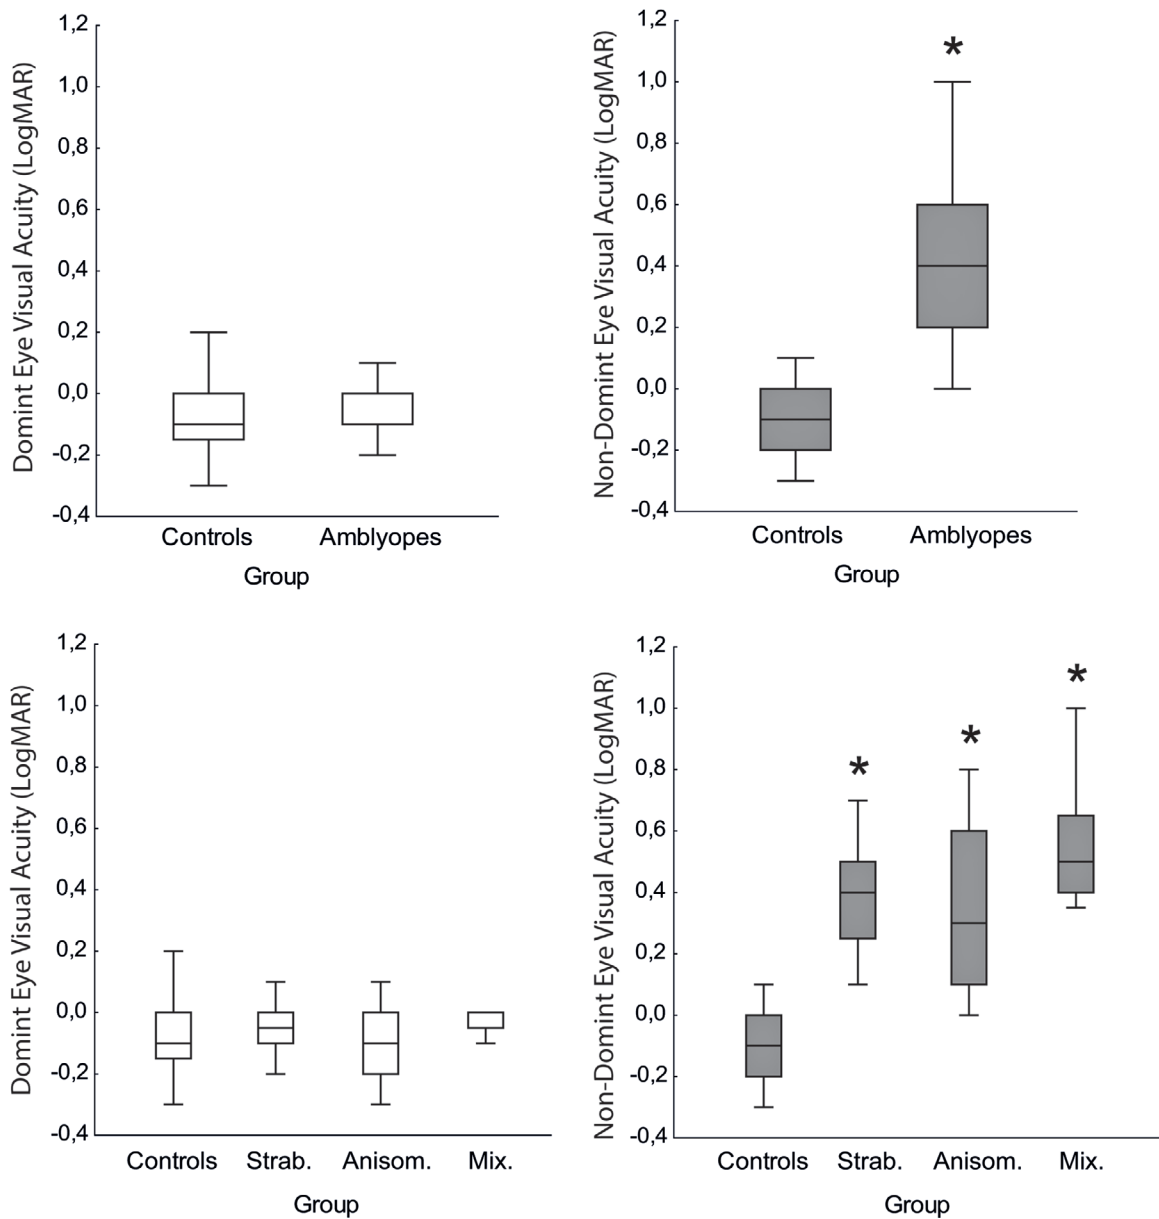 Domint Eye Visual Acuity (LogMAR)
1,2
1,0
0,8
0,6
0,4
0,2
0,0
-0,2
-0,4
Controls Amblyopes
Group
Non-Domint Eye Visual Acuity (LogMAR)
1,2
1,0
0,8
0,6
0,4
0,2
0,0
-0,2
-0,4
*
Controls Amblyopes
Group
Domint Eye Visual Acuity (LogMAR)
1,2
1,0
0,8
0,6
0,4
0,2
0,0
-0,2
-0,4
Controls Strab. Anisom. Mix.
Group
Non-Domint Eye Visual Acuity (LogMAR)
1,2
1,0
0,8
0,6
0,4
0,2
0,0
-0,2
-0,4
* * *
Controls Strab. Anisom. Mix.
Group